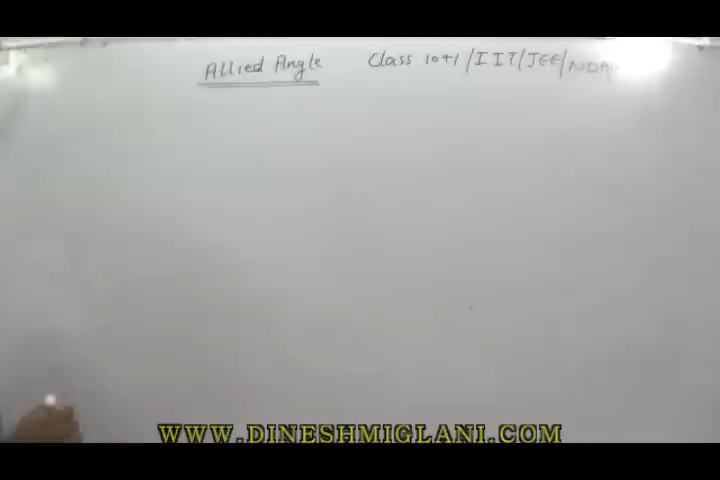 Allied Angle Class 10+1/IIT/JEE/NDA
WWW.DINESHMIGLANI.COM